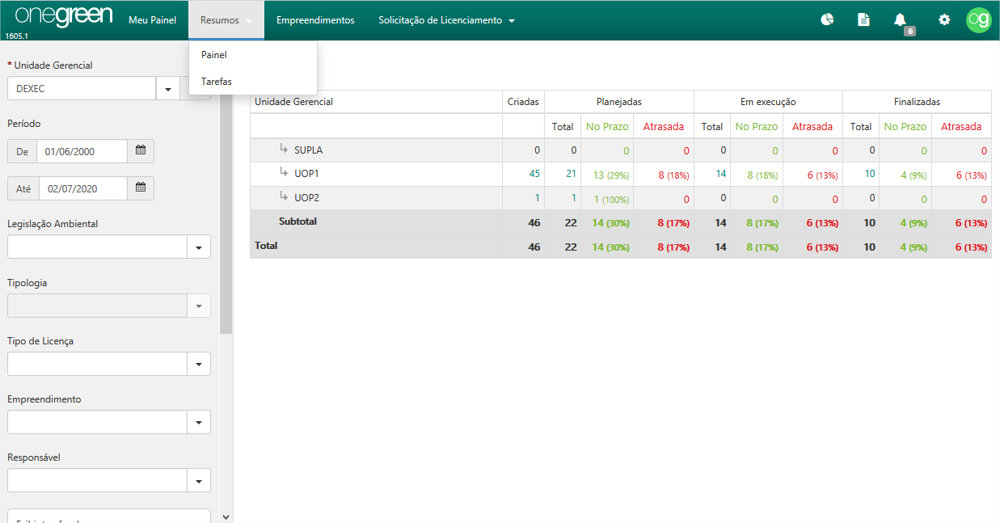 onegreen
1605.1
Meu Painel
Resumos
Empreendimentos
Solicitação de Licenciamento
6
og
Painel
Tarefas
* Unidade Gerencial
DEXEC
Período
De 01/06/2000
Até 02/07/2020
Legislação Ambiental
Tipologia
Tipo de Licença
Empreendimento
Responsável
Unidade Gerencial Criadas Planejadas Em execução Finalizadas
Total No Prazo Atrasada Total No Prazo Atrasada Total No Prazo Atrasada
SUPLA 0 0 0 0 0 0 0 0 0 0
UOP1 45 21 13 (29%) 8 (18%) 14 8 (18%) 6 (13%) 10 4 (9%) 6 (13%)
UOP2 1 1 1 (100%) 0 0 0 0 0 0 0
Subtotal 46 22 14 (30%) 8 (17%) 14 8 (17%) 6 (13%) 10 4 (9%) 6 (13%)
Total 46 22 14 (30%) 8 (17%) 14 8 (17%) 6 (13%) 10 4 (9%) 6 (13%)